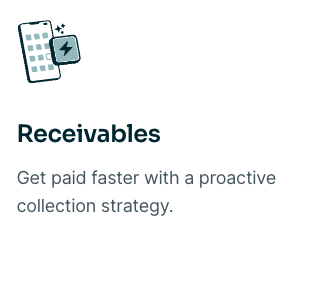 Receivables
Get paid faster with a proactive
collection strategy.